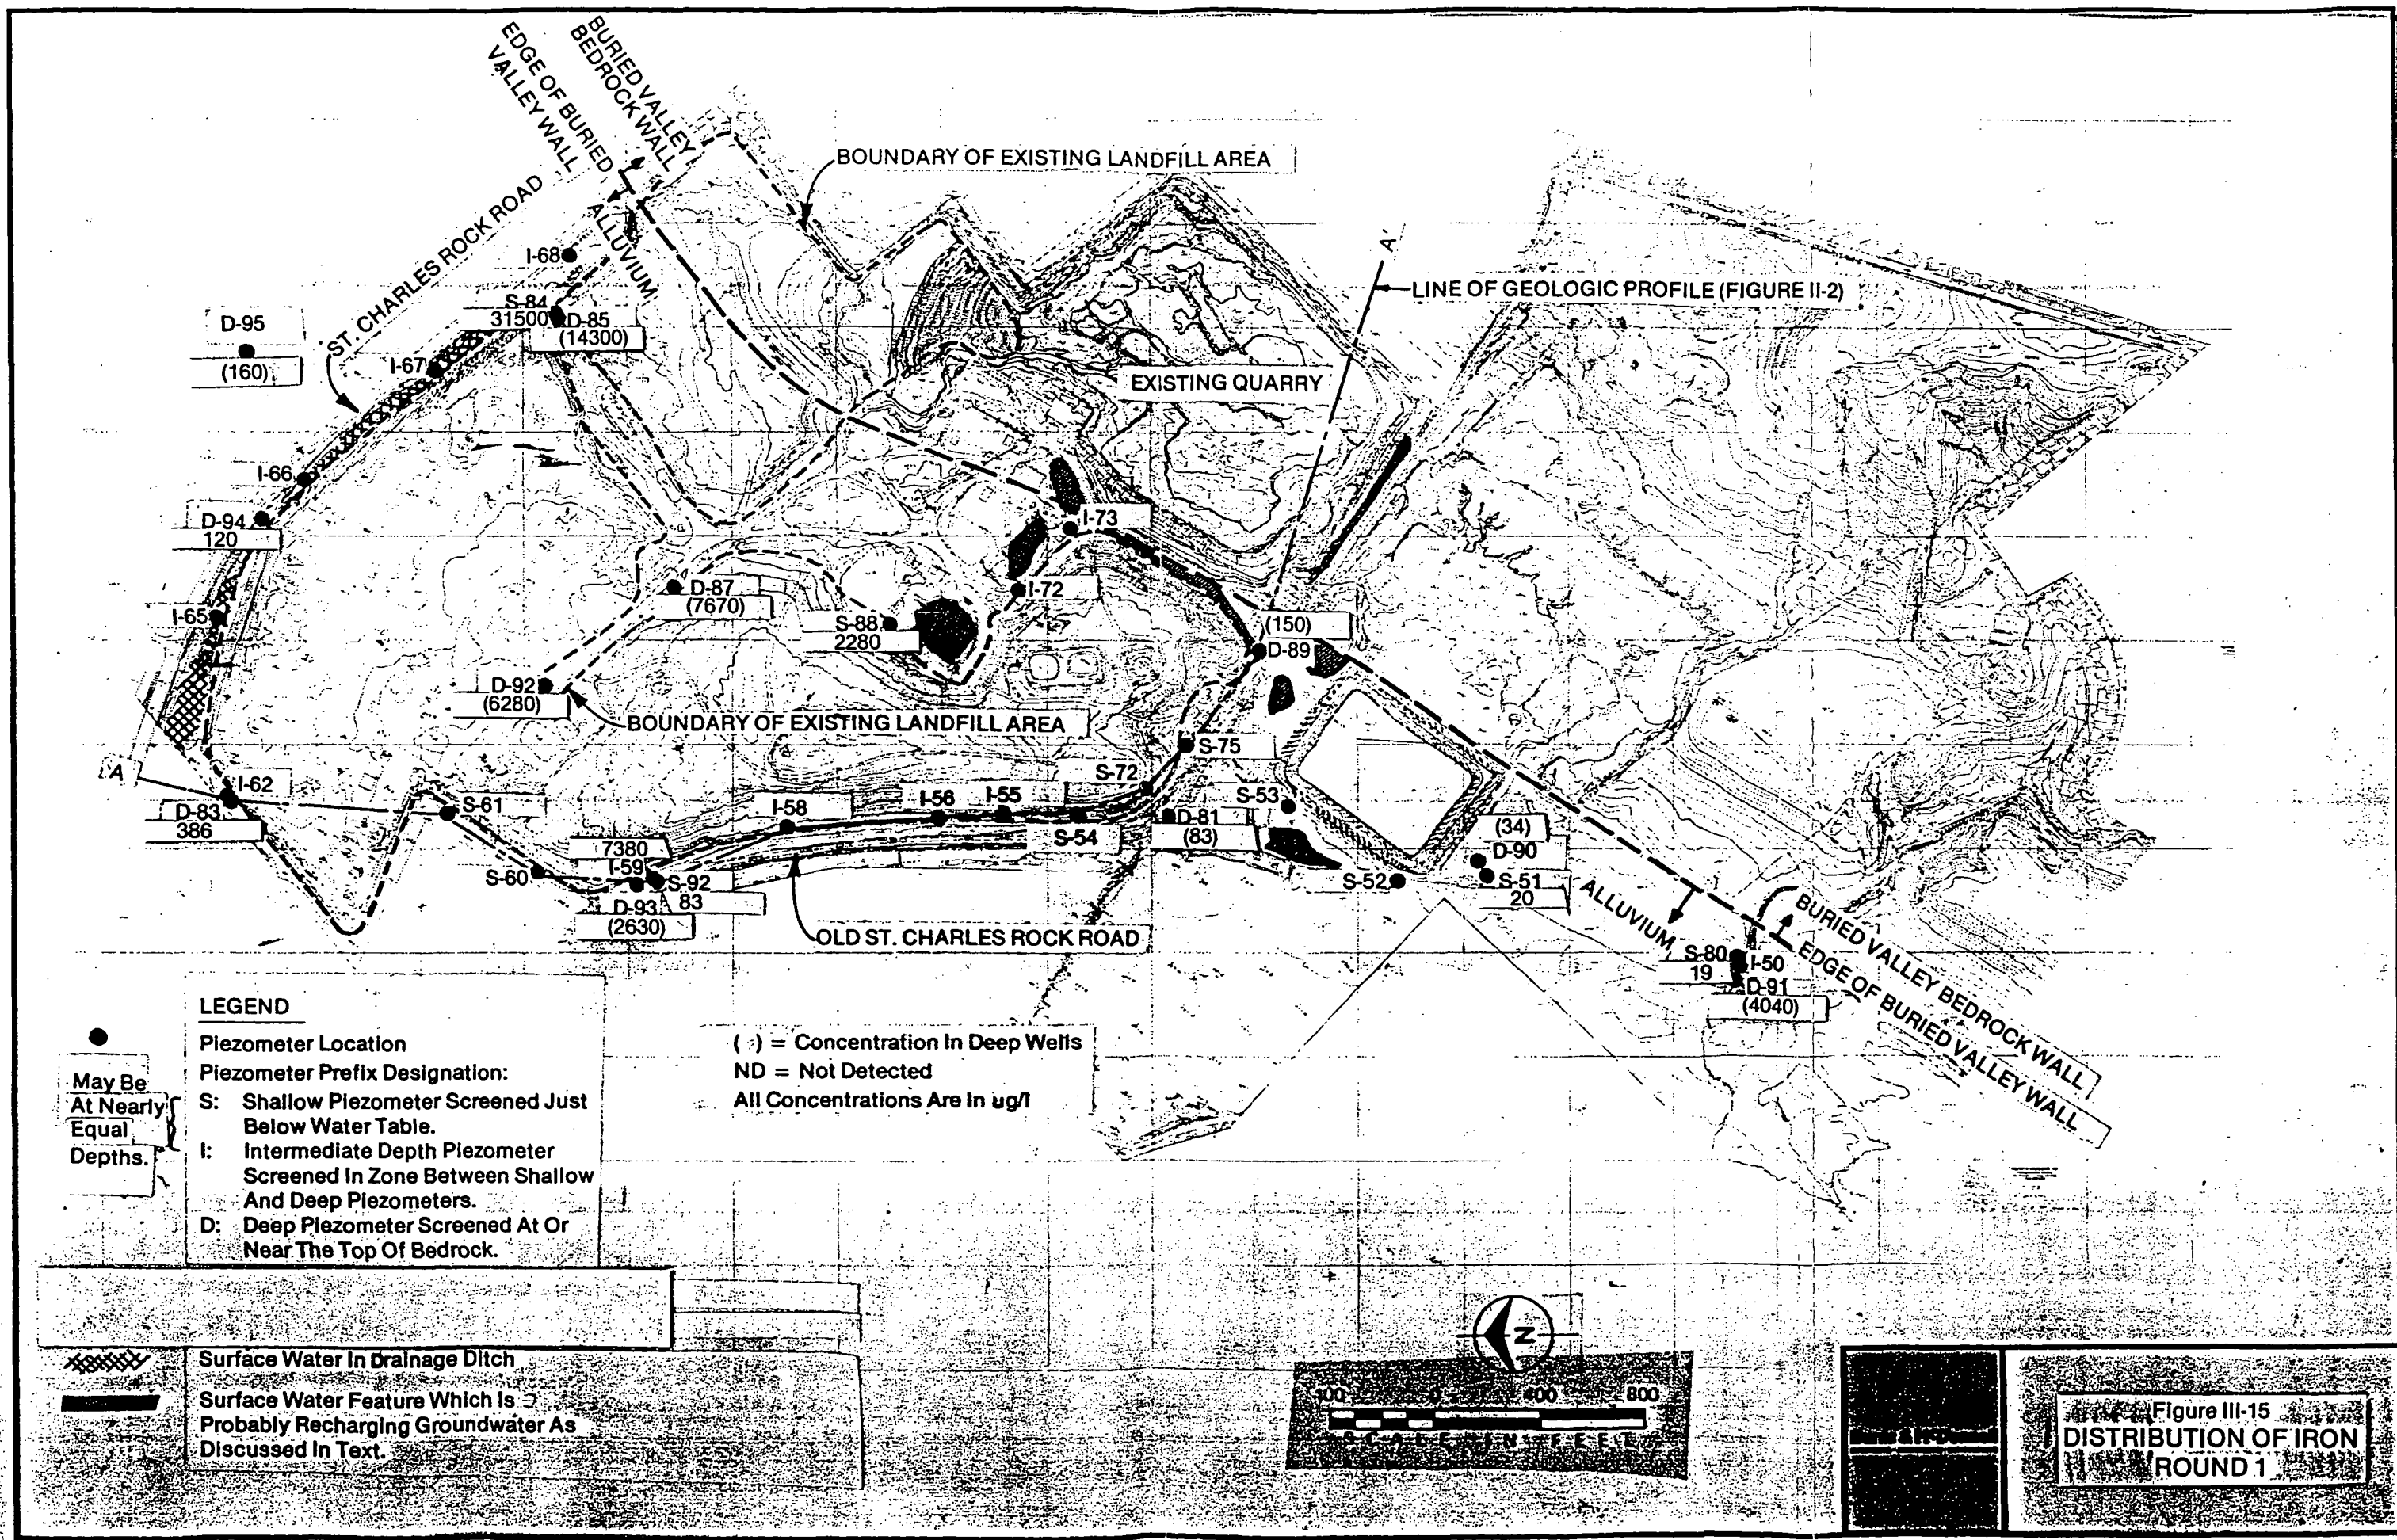 EDGE OF BURIED
VALLEY WALL
BURIED VALLEY
BEDROCK WALL
BOUNDARY OF EXISTING LANDFILL AREA
ST. CHARLES ROCK ROAD
ALLUVIUM
I-68
S-84
31500
D-85
(14300)
D-95
(160)
I-67
A'
LINE OF GEOLOGIC PROFILE (FIGURE II-2)
EXISTING QUARRY
I-66
D-94
120
I-73
I-72
D-87
(7670)
S-88
2280
I-65
(150)
D-89
D-92
(6280)
BOUNDARY OF EXISTING LANDFILL AREA
S-75
S-72
A
I-62
D-83
386
S-61
I-58
I-56
I-55
S-54
D-81
(83)
S-53
7380
I-59
S-60
S-92
83
D-93
(2630)
S-52
(34)
D-90
S-51
20
OLD ST. CHARLES ROCK ROAD
ALLUVIUM
BURIED VALLEY BEDROCK WALL
EDGE OF BURIED VALLEY WALL
S-80
19
I-50
D-91
(4040)
LEGEND
Piezometer Location
Piezometer Prefix Designation:
May Be
At Nearly
Equal
Depths.
S: Shallow Piezometer Screened Just
Below Water Table.
I: Intermediate Depth Piezometer
Screened In Zone Between Shallow
And Deep Piezometers.
D: Deep Piezometer Screened At Or
Near The Top Of Bedrock.
( ) = Concentration In Deep Wells
ND = Not Detected
All Concentrations Are In ug/l
Surface Water In Drainage Ditch
Surface Water Feature Which Is
Probably Recharging Groundwater As
Discussed In Text.
N
0 400 800
SCALE IN FEET
Figure III-15
DISTRIBUTION OF IRON
ROUND 1